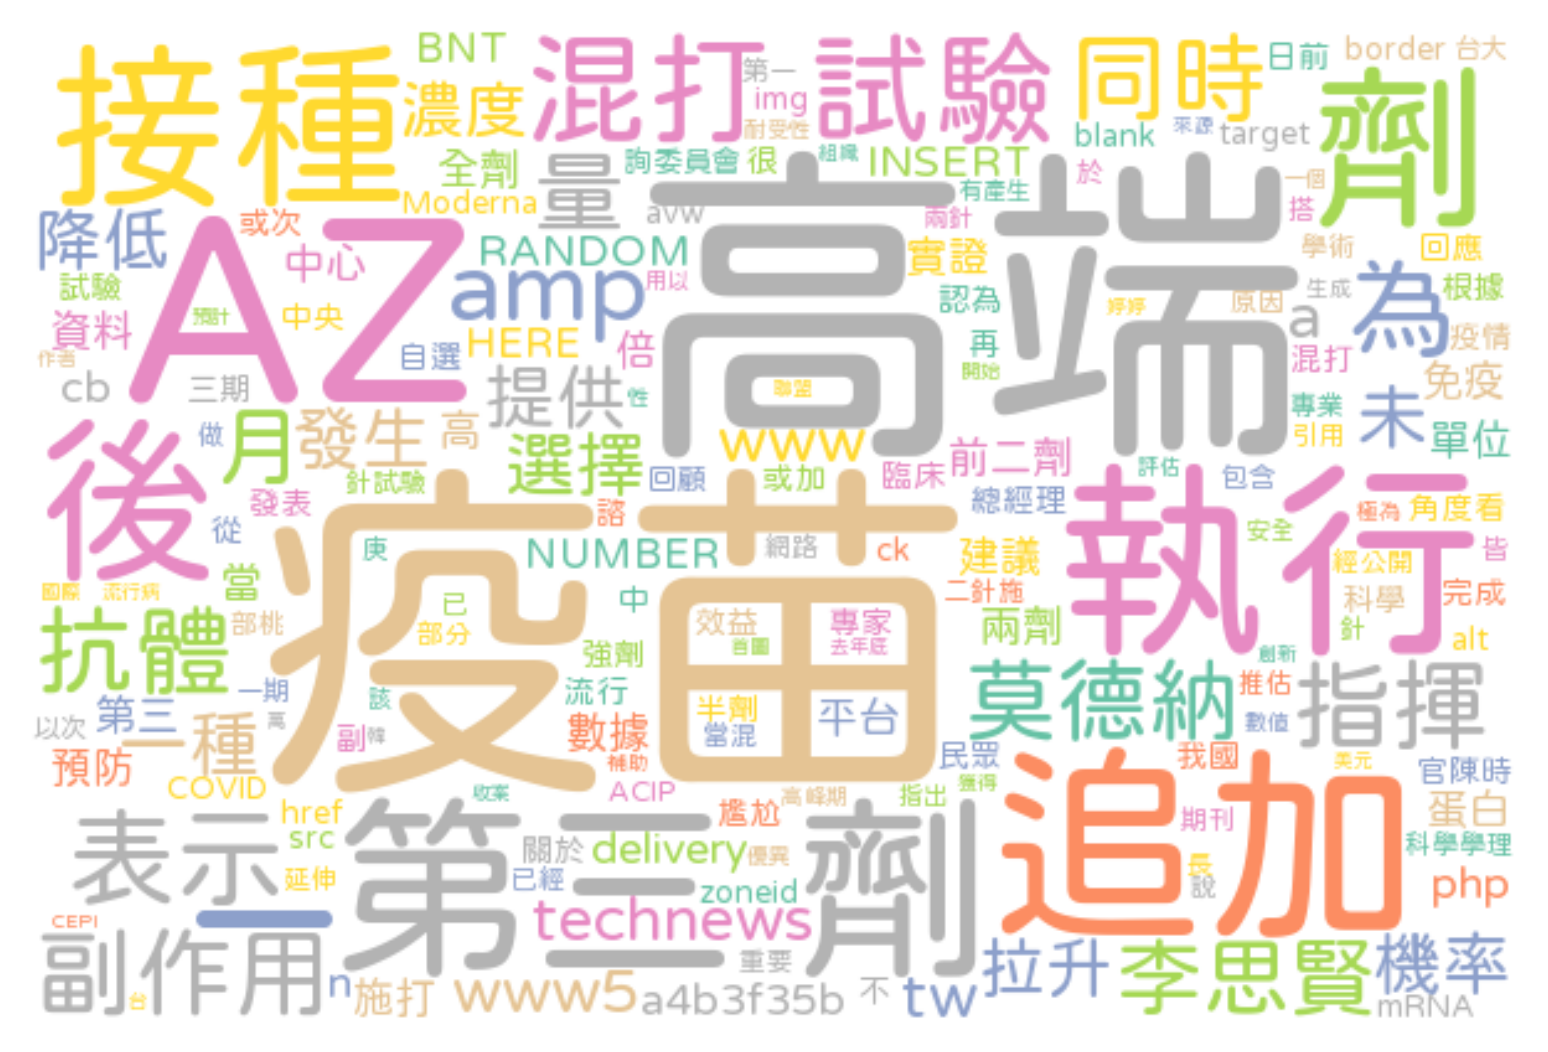 接種
BNT
混打
第一
試驗
同時
日前
border
台大
濃度
img
耐受性
blank
來源
target
劑
全劑
詢委員會
很
組織
INSERT
於
一個
Moderna
量
avw
高端
有產生
兩針
搭
降低
或次
AZ
中心
RANDOM
amp
用以
實證
學術
回應
試驗
資料
預計
中央
認為
婷婷
原因
生成
為
根據
作者
自選
HERE
倍
再
a
混打
疫情
cb
三期
提供
性
聯盟
開始
免疫
後
做
月
發生
高
選擇
www
專業
引用
未
單位
針試驗
回顧
或加
臨床
前二劑
評估
包含
發表
從
諮
總經理
執行
極為
角度看
安全
庚
NUMBER
網路
ck
建議
經公開
皆
國際
流行病
當
疫苗
已
中
二針施
科學
完成
抗體
部桃
部分
效益
首圖
專家
去年底
兩劑
針
alt
強劑
創新
該
流行
莫德納
推估
指揮
以次
第三
一期
一種
萬
副
韓
數據
半劑
當混
平台
數值
預防
補助
民眾
我國
美元
官陳時
COVID
收案
ACIP
高峰期
指出
獲得
追加
蛋白
表示
href
src
第三劑
尷尬
期刊
科學學理
關於
delivery
優異
長
說
延伸
已經
zoneid
php
CEPI
一
technews
副作用
重要
拉升
李思賢
機率
台
n
施打
www5
a4b3f35b
不
tw
mRNA